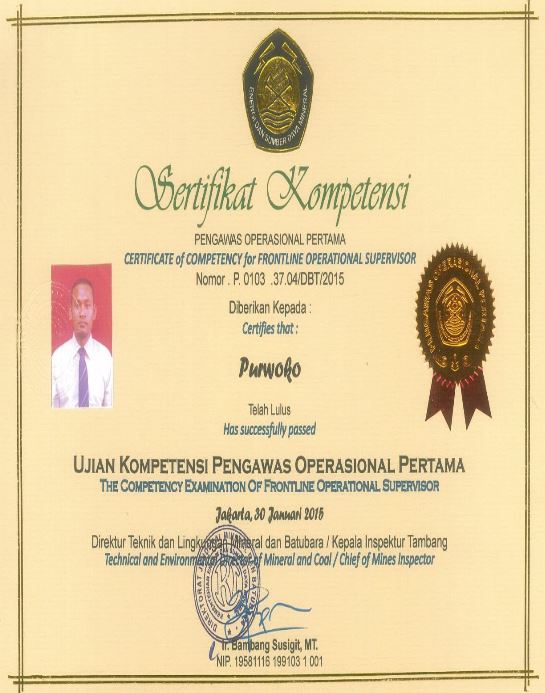 ENERGI DAN SUMBER DAYA MINERAL
Sertifikat Kompetensi
PENGAWAS OPERASIONAL PERTAMA
CERTIFICATE of COMPETENCY for FRONTLINE OPERATIONAL SUPERVISOR
Nomor . P. 0103 .37.04/DBT/2015
Diberikan Kepada :
Certifies that :
Purwoko
Telah Lulus
Has successfully passed
UJIAN KOMPETENSI PENGAWAS OPERASIONAL PERTAMA
THE COMPETENCY EXAMINATION OF FRONTLINE OPERATIONAL SUPERVISOR
Jakarta, 30 Januari 2015
Direktur Teknik dan Lingkungan Mineral dan Batubara / Kepala Inspektur Tambang
Technical and Environmental Director of Mineral and Coal / Chief of Mines Inspector
Ir. Bambang Susigit, MT.
NIP. 19581116 199103 1 001